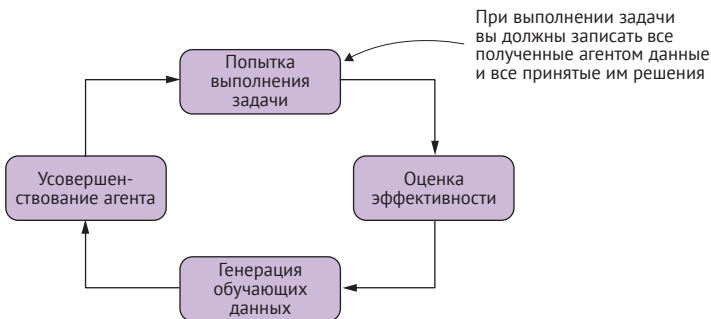 При выполнении задачи
вы должны записать все
полученные агентом данные
и все принятые им решения
Попытка
выполнения
задачи
Усовершен-
ствование агента
Оценка
эффективности
Генерация
обучающих
данных